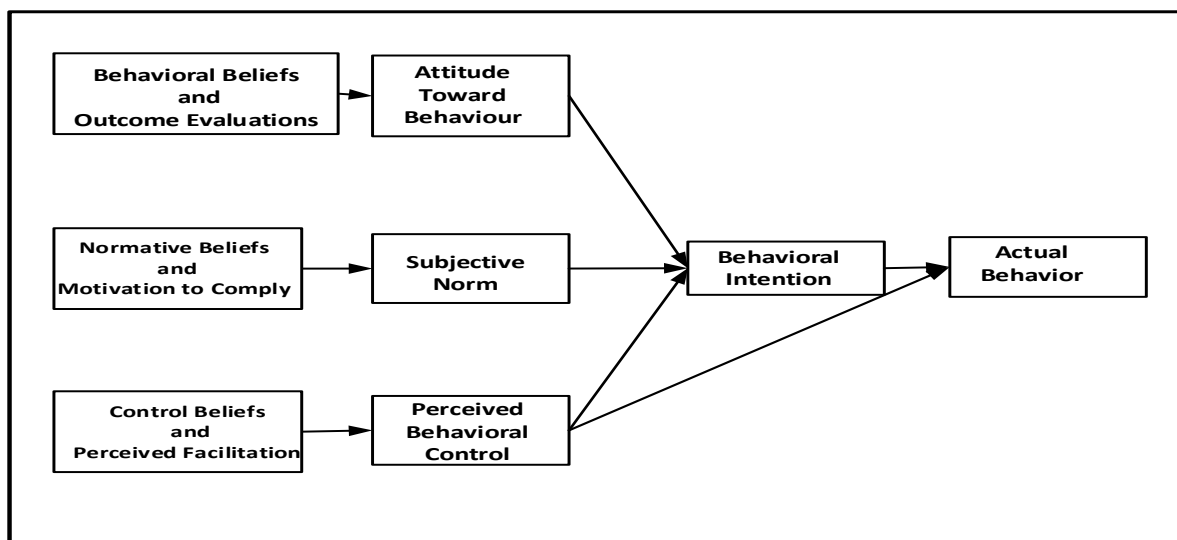 Behavioral Beliefs
and
Outcome Evaluations
Attitude
Toward
Behaviour
Normative Beliefs
and
Motivation to Comply
Subjective
Norm
Behavioral
Intention
Actual
Behavior
Control Beliefs
and
Perceived Facilitation
Perceived
Behavioral
Control